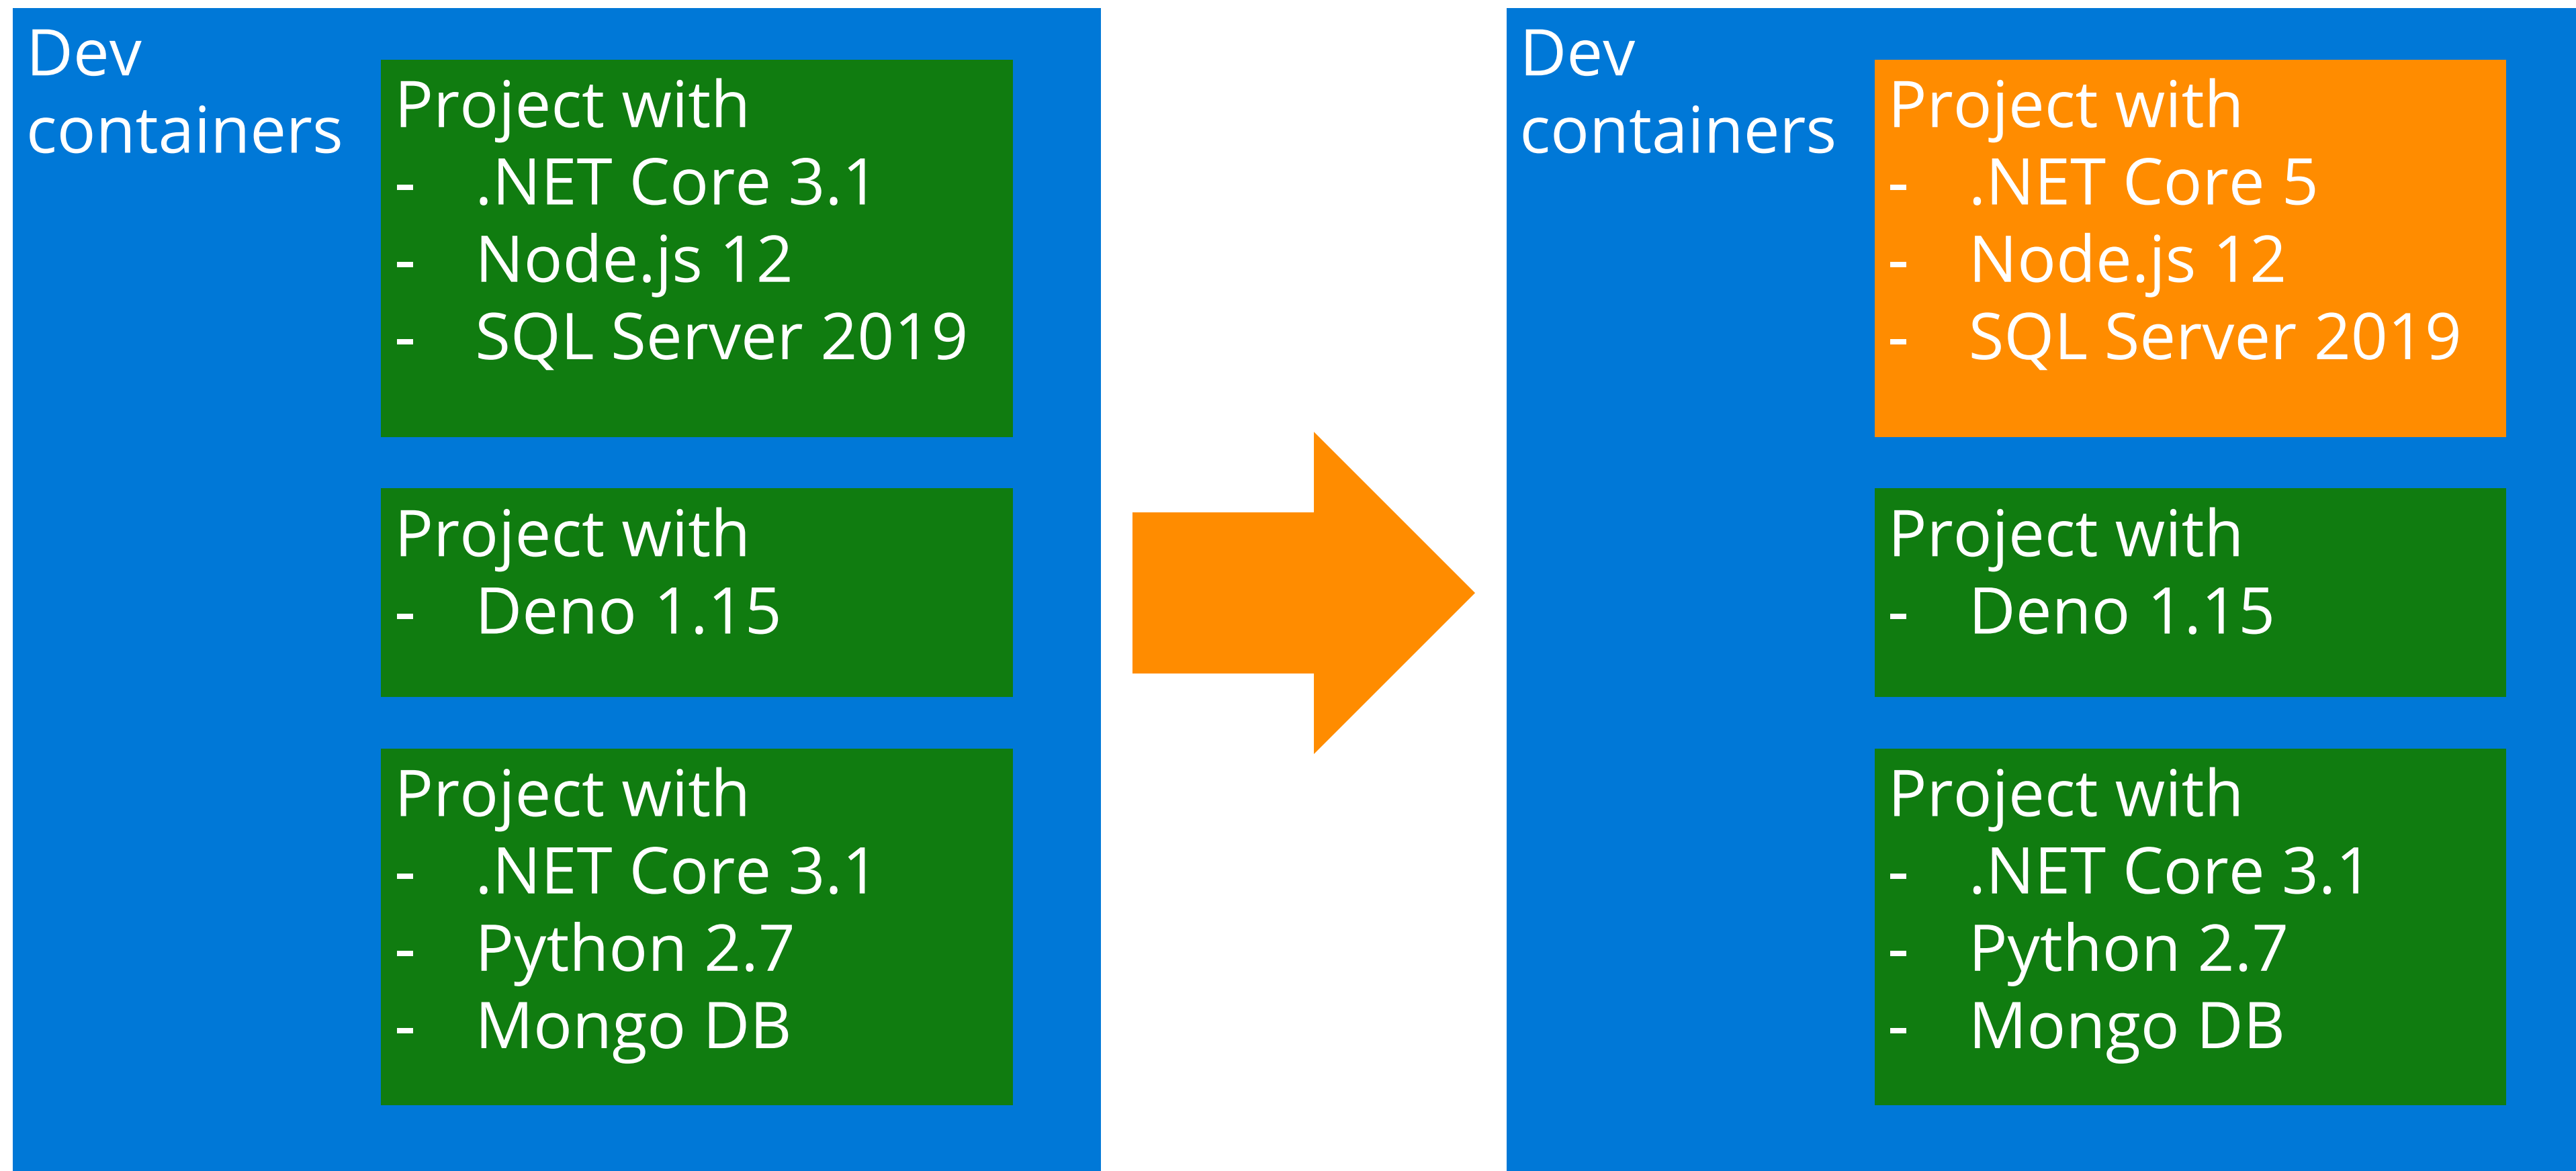 Dev
containers
Project with
- .NET Core 3.1
- Node.js 12
- SQL Server 2019
Project with
- Deno 1.15
Project with
- .NET Core 3.1
- Python 2.7
- Mongo DB
Dev
containers
Project with
- .NET Core 5
- Node.js 12
- SQL Server 2019
Project with
- Deno 1.15
Project with
- .NET Core 3.1
- Python 2.7
- Mongo DB